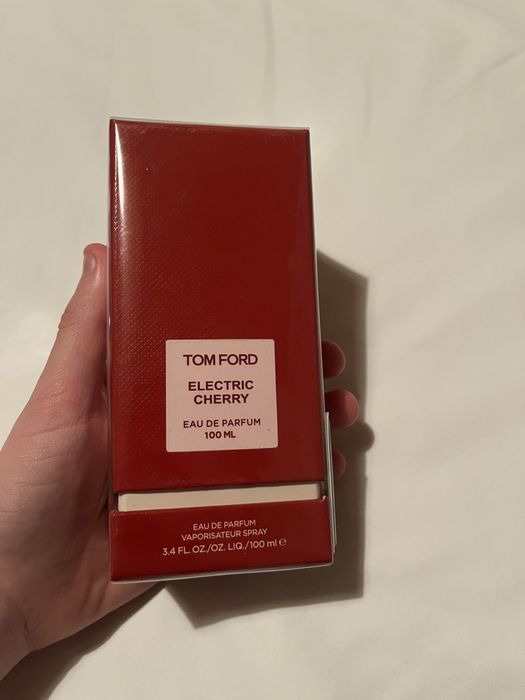 TOM FORD
ELECTRIC
CHERRY
EAU DE PARFUM
100 ML
EAU DE PARFUM
VAPORISATEUR SPRAY
3.4 FL. OZ./OZ. LIQ./100 ml ℮